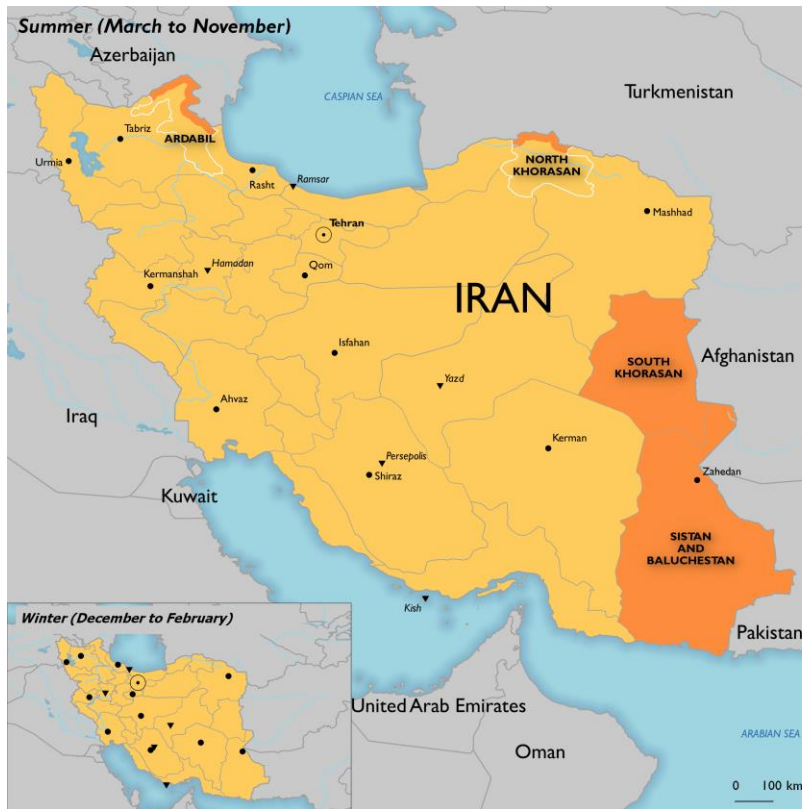 Summer (March to November)
Azerbaijan
CASPIAN SEA
Turkmenistan
Tabriz
ARDABIL
Urmia
Rasht
Ramsar
NORTH
KHORASAN
Mashhad
Tehran
Hamadan
Qom
Kermanshah
IRAN
Isfahan
SOUTH
KHORASAN
Afghanistan
Yazd
Iraq
Ahvaz
Kerman
Persepolis
Shiraz
Zahedan
Kuwait
SISTAN
AND
BALUCHESTAN
Kish
Winter (December to February)
Pakistan
United Arab Emirates
ARABIAN SEA
Oman
0 100 km